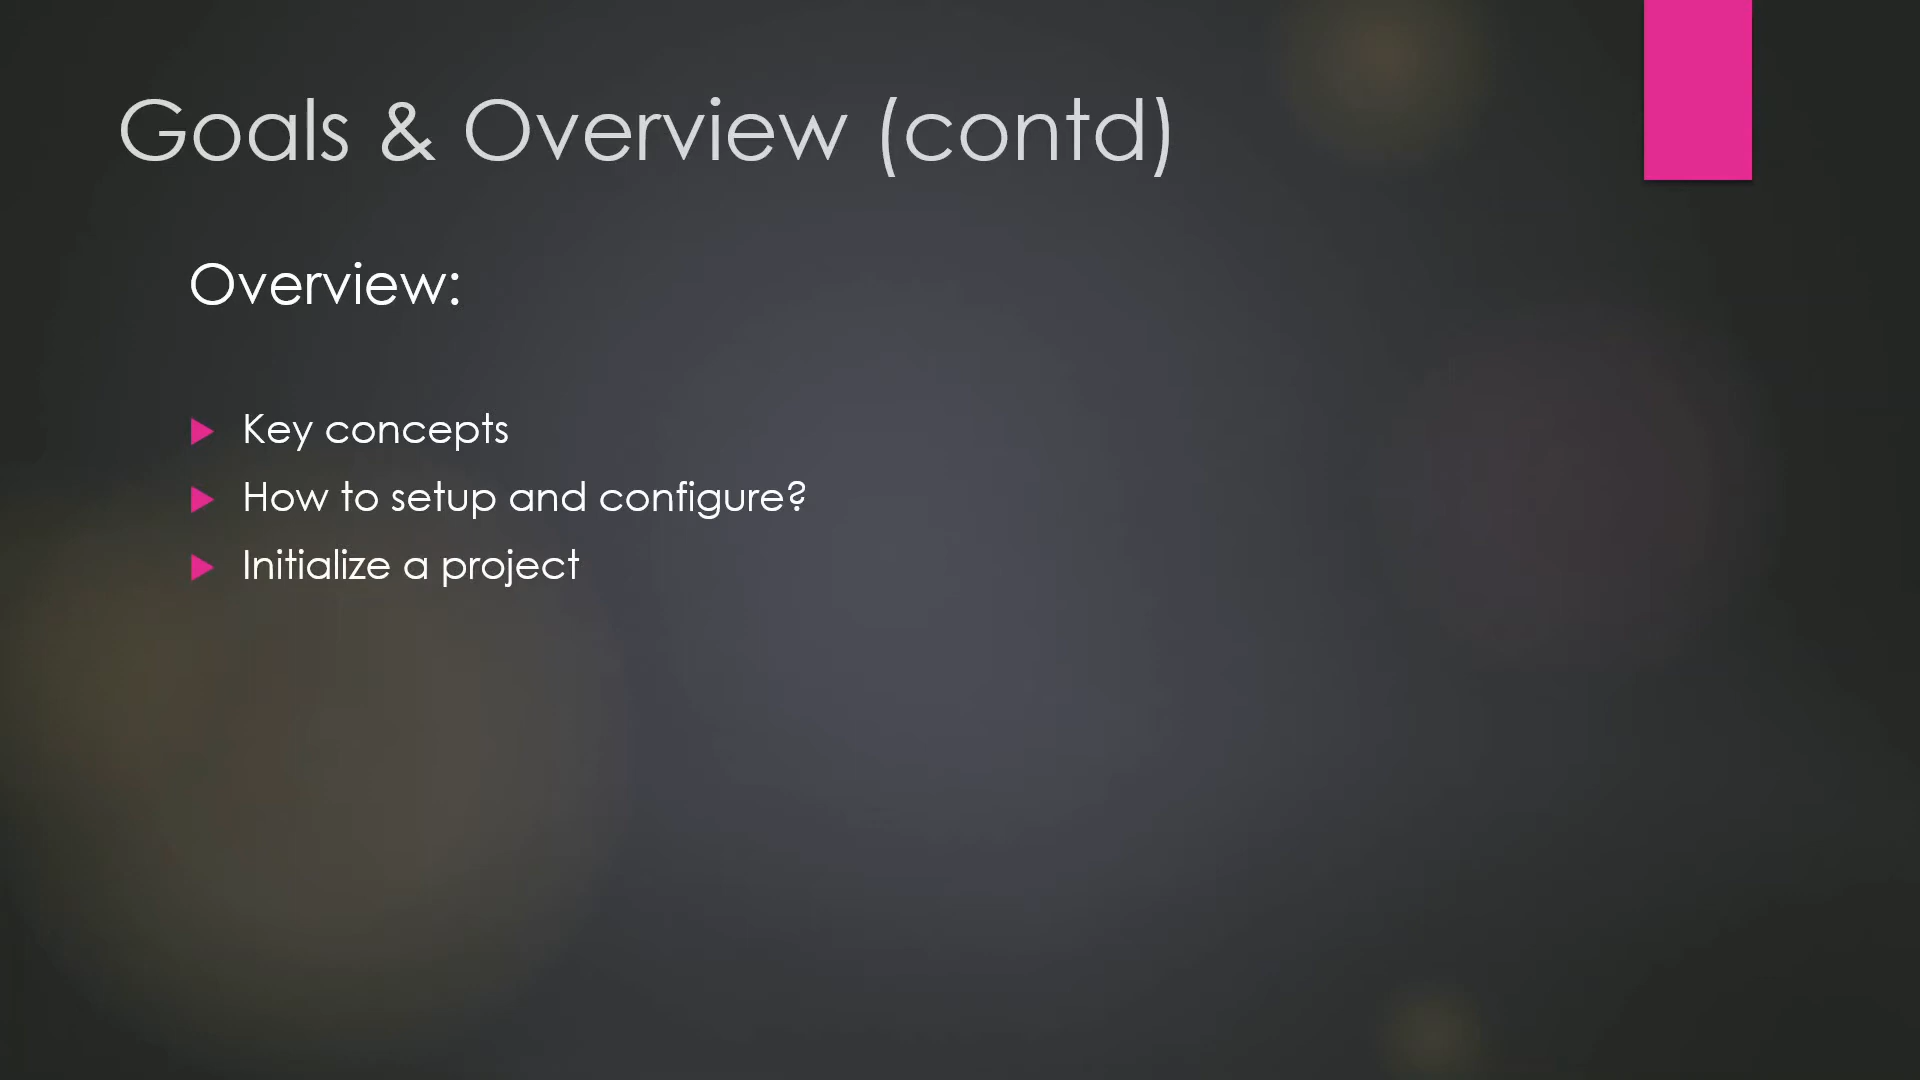 Goals & Overview (contd)
Overview:
Key concepts
How to setup and configure?
Initialize a project